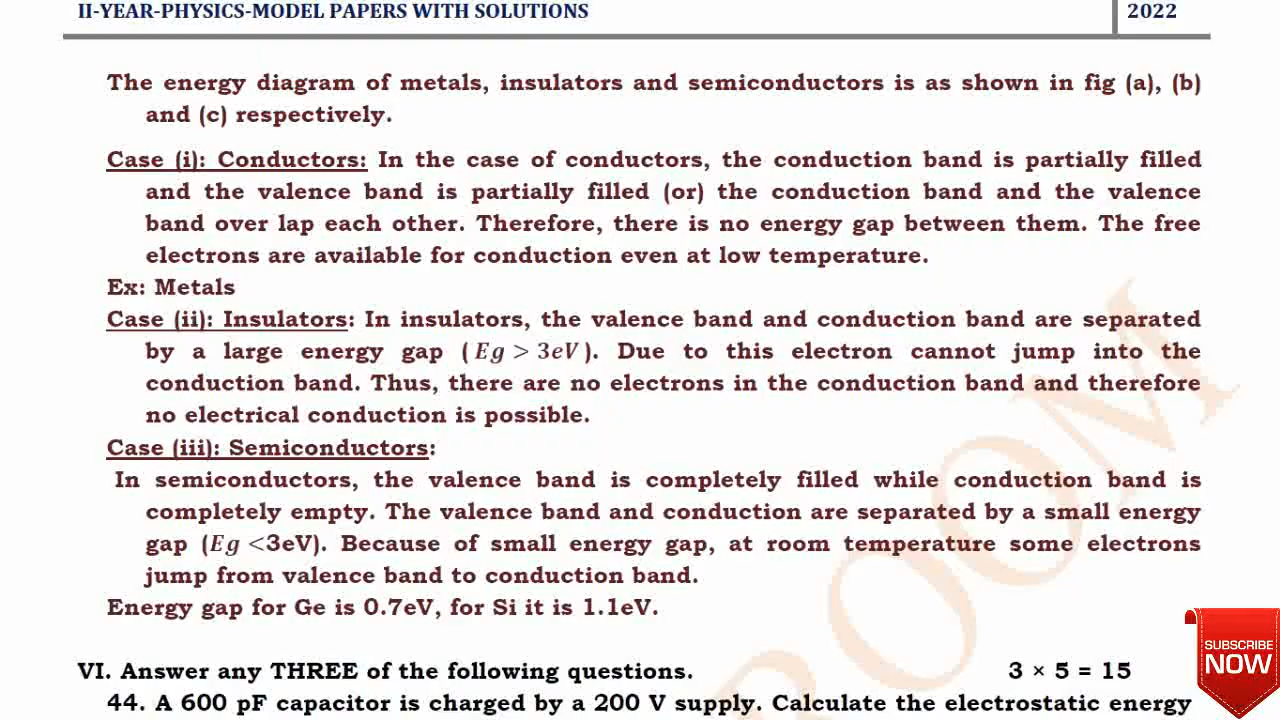 II-YEAR-PHYSICS-MODEL PAPERS WITH SOLUTIONS 2022
The energy diagram of metals, insulators and semiconductors is as shown in fig (a), (b)
and (c) respectively.
Case (i): Conductors: In the case of conductors, the conduction band is partially filled
and the valence band is partially filled (or) the conduction band and the valence
band over lap each other. Therefore, there is no energy gap between them. The free
electrons are available for conduction even at low temperature.
Ex: Metals
Case (ii): Insulators: In insulators, the valence band and conduction band are separated
by a large energy gap ( Eg > 3eV ). Due to this electron cannot jump into the
conduction band. Thus, there are no electrons in the conduction band and therefore
no electrical conduction is possible.
Case (iii): Semiconductors:
In semiconductors, the valence band is completely filled while conduction band is
completely empty. The valence band and conduction are separated by a small energy
gap (Eg <3eV). Because of small energy gap, at room temperature some electrons
jump from valence band to conduction band.
Energy gap for Ge is 0.7eV, for Si it is 1.1eV.
VI. Answer any THREE of the following questions. 3 × 5 = 15
44. A 600 pF capacitor is charged by a 200 V supply. Calculate the electrostatic energy
OOM
SUBSCRIBE
NOW